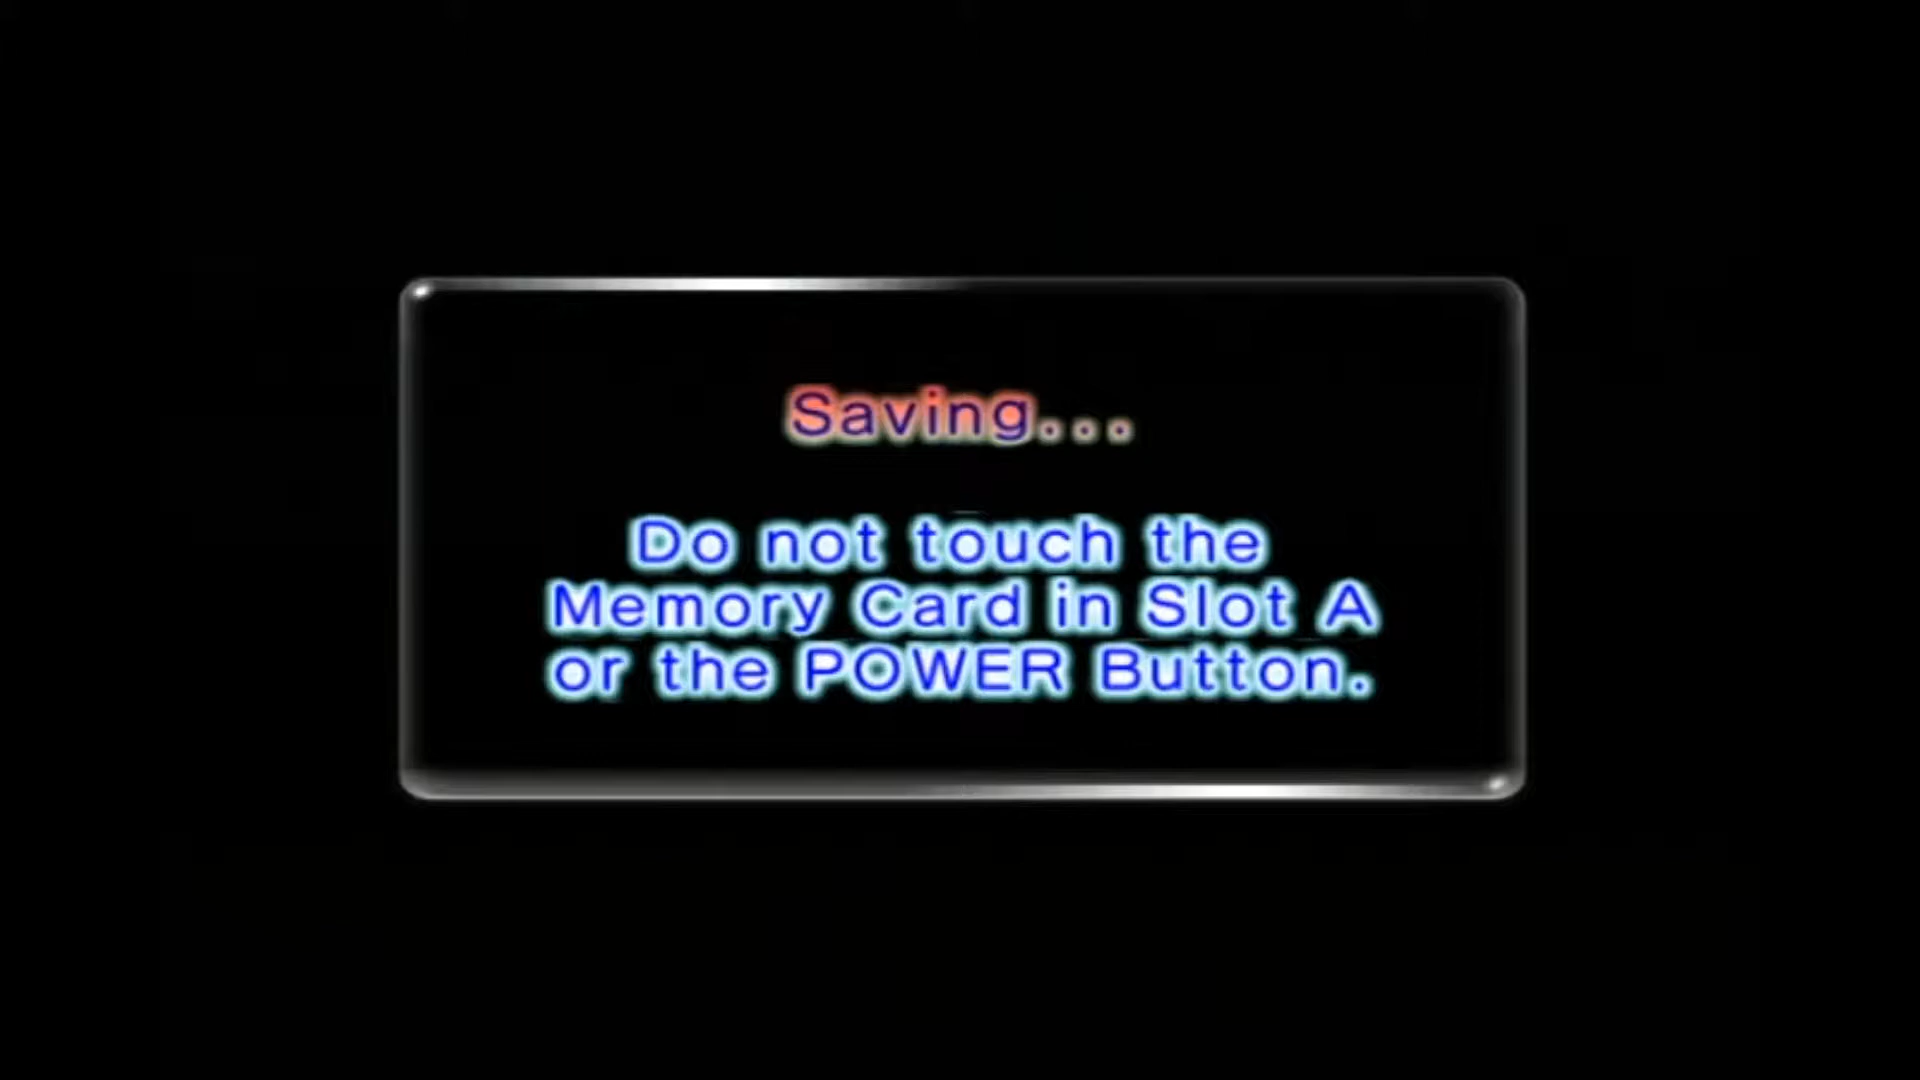 Saving...
Do not touch the
Memory Card in Slot A
or the POWER Button.